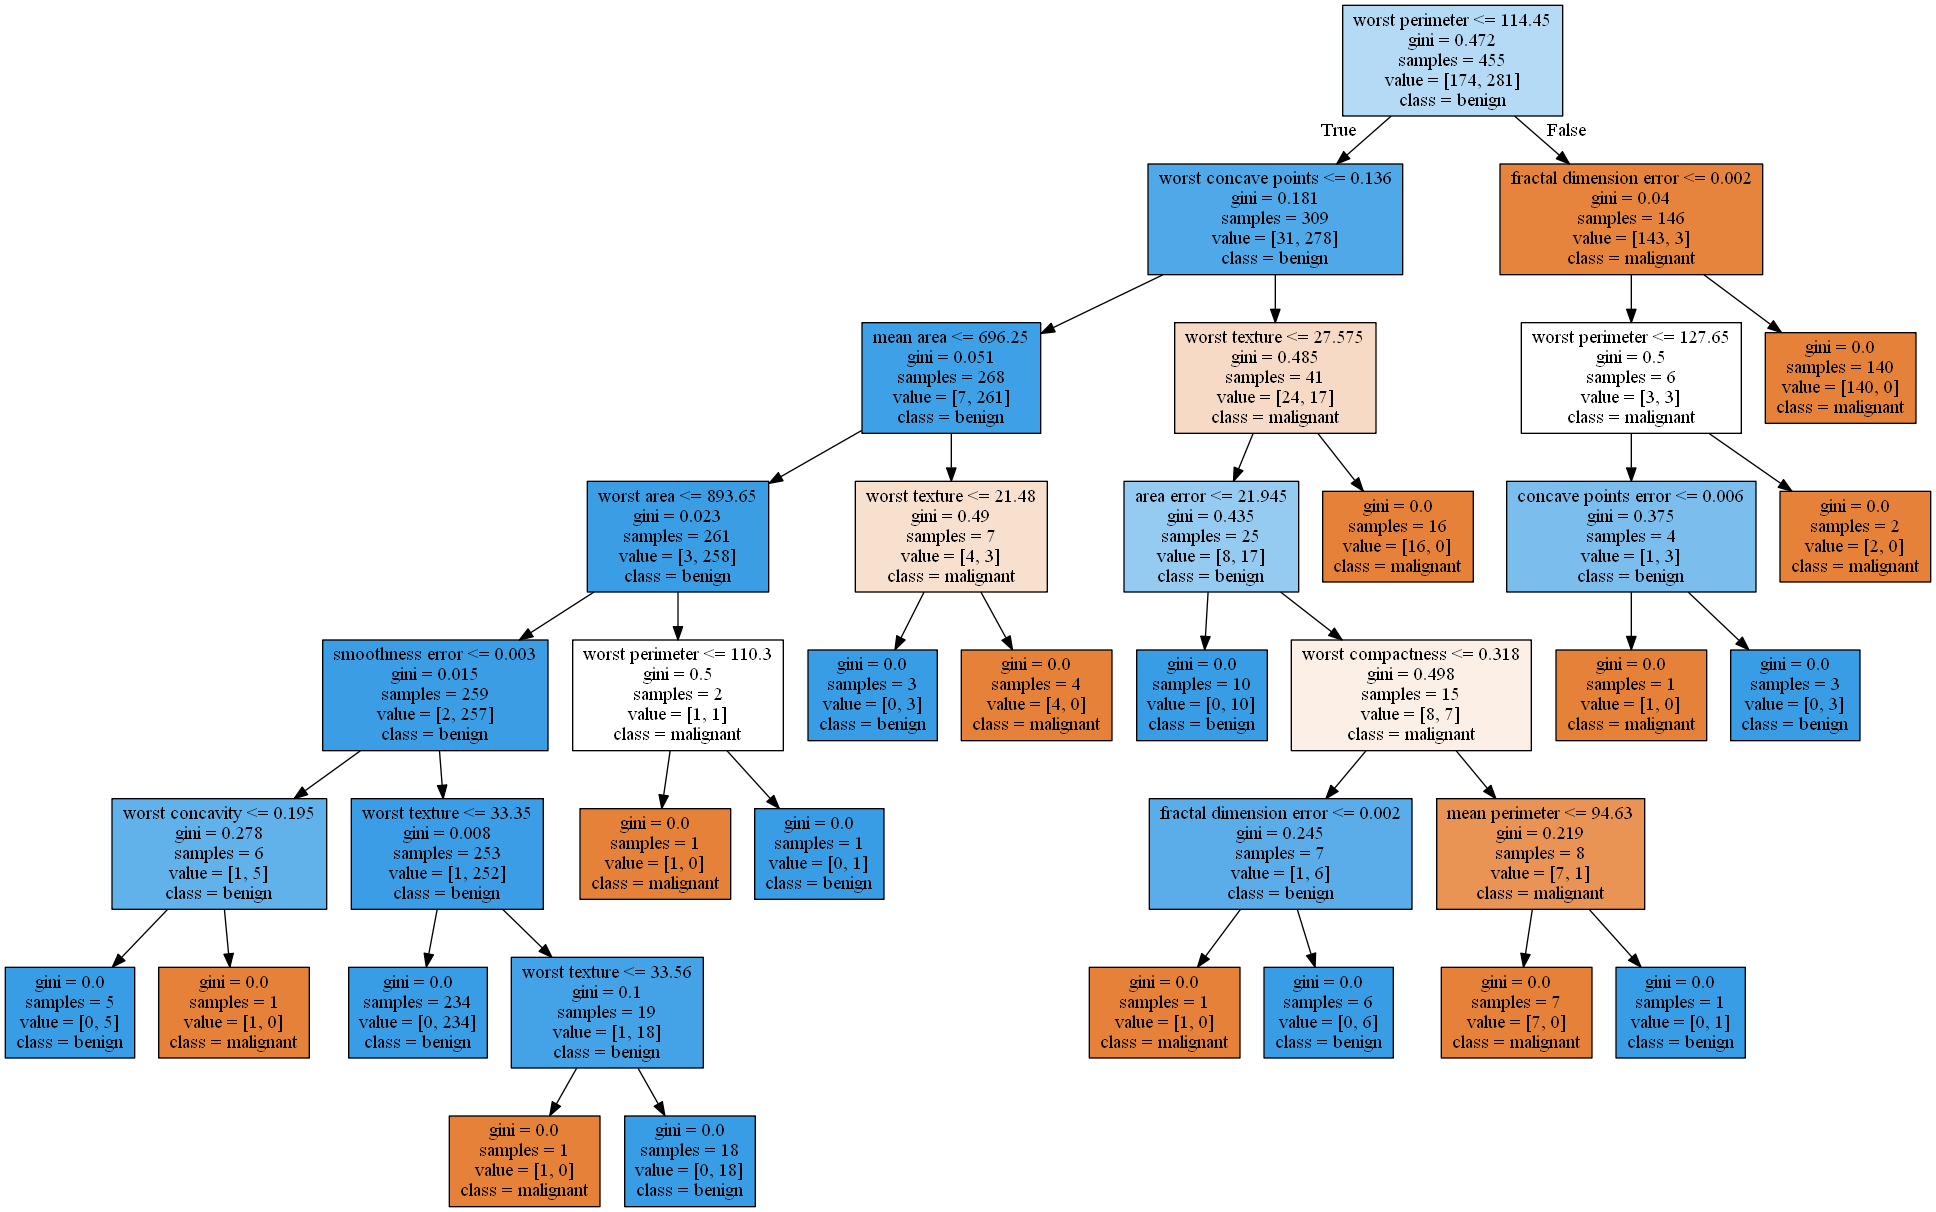 worst perimeter <= 114.45
gini = 0.472
samples = 455
value = [174, 281]
class = benign
True
False
worst concave points <= 0.136
gini = 0.181
samples = 309
value = [31, 278]
class = benign
fractal dimension error <= 0.002
gini = 0.04
samples = 146
value = [143, 3]
class = malignant
mean area <= 696.25
gini = 0.051
samples = 268
value = [7, 261]
class = benign
worst texture <= 27.575
gini = 0.485
samples = 41
value = [24, 17]
class = malignant
worst perimeter <= 127.65
gini = 0.5
samples = 6
value = [3, 3]
class = malignant
gini = 0.0
samples = 140
value = [140, 0]
class = malignant
worst area <= 893.65
gini = 0.023
samples = 261
value = [3, 258]
class = benign
worst texture <= 21.48
gini = 0.49
samples = 7
value = [4, 3]
class = malignant
area error <= 21.945
gini = 0.435
samples = 25
value = [8, 17]
class = benign
gini = 0.0
samples = 16
value = [16, 0]
class = malignant
concave points error <= 0.006
gini = 0.375
samples = 4
value = [1, 3]
class = benign
gini = 0.0
samples = 2
value = [2, 0]
class = malignant
smoothness error <= 0.003
gini = 0.015
samples = 259
value = [2, 257]
class = benign
worst perimeter <= 110.3
gini = 0.5
samples = 2
value = [1, 1]
class = malignant
gini = 0.0
samples = 3
value = [0, 3]
class = benign
gini = 0.0
samples = 4
value = [4, 0]
class = malignant
gini = 0.0
samples = 10
value = [0, 10]
class = benign
worst compactness <= 0.318
gini = 0.498
samples = 15
value = [8, 7]
class = malignant
gini = 0.0
samples = 1
value = [1, 0]
class = malignant
gini = 0.0
samples = 3
value = [0, 3]
class = benign
worst concavity <= 0.195
gini = 0.278
samples = 6
value = [1, 5]
class = benign
worst texture <= 33.35
gini = 0.008
samples = 253
value = [1, 252]
class = benign
gini = 0.0
samples = 1
value = [1, 0]
class = malignant
gini = 0.0
samples = 1
value = [0, 1]
class = benign
fractal dimension error <= 0.002
gini = 0.245
samples = 7
value = [1, 6]
class = benign
mean perimeter <= 94.63
gini = 0.219
samples = 8
value = [7, 1]
class = malignant
gini = 0.0
samples = 5
value = [0, 5]
class = benign
gini = 0.0
samples = 1
value = [1, 0]
class = malignant
gini = 0.0
samples = 234
value = [0, 234]
class = benign
worst texture <= 33.56
gini = 0.1
samples = 19
value = [1, 18]
class = benign
gini = 0.0
samples = 1
value = [1, 0]
class = malignant
gini = 0.0
samples = 6
value = [0, 6]
class = benign
gini = 0.0
samples = 7
value = [7, 0]
class = malignant
gini = 0.0
samples = 1
value = [0, 1]
class = benign
gini = 0.0
samples = 1
value = [1, 0]
class = malignant
gini = 0.0
samples = 18
value = [0, 18]
class = benign